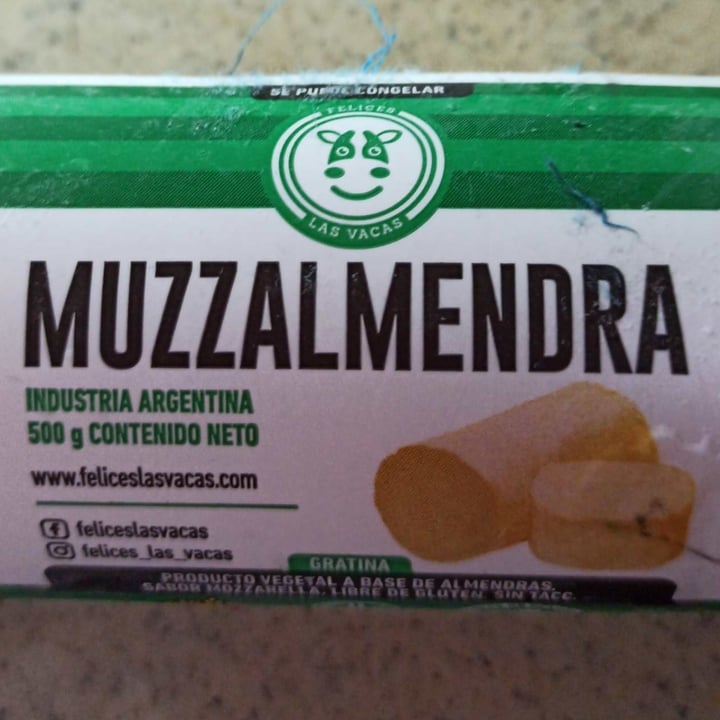 SE PUEDE CONGELAR
FELICES
LAS VACAS
MUZZALMENDRA
INDUSTRIA ARGENTINA
500 g CONTENIDO NETO
www.feliceslasvacas.com
feliceslasvacas
felices_las_vacas
GRATINA
PRODUCTO VEGETAL A BASE DE ALMENDRAS,
SABOR MOZZARELLA, LIBRE DE GLUTEN, SIN TACC.